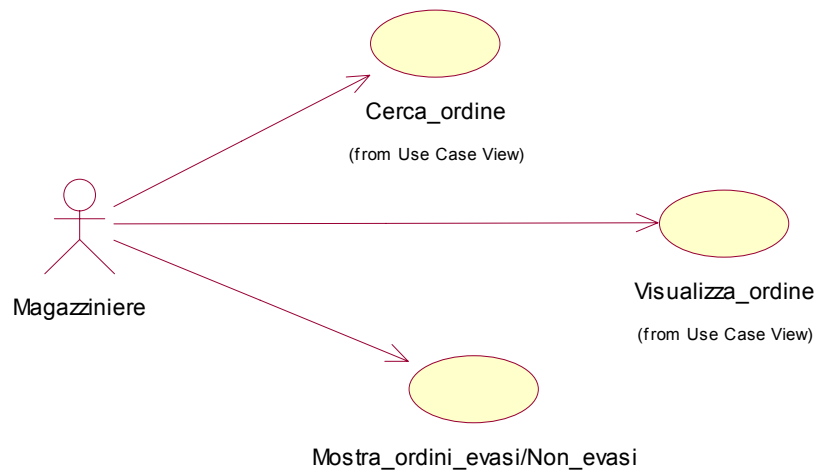 Cerca_ordine
(from Use Case View)
Magazziniere
Visualizza_ordine
(from Use Case View)
Mostra_ordini_evasi/Non_evasi